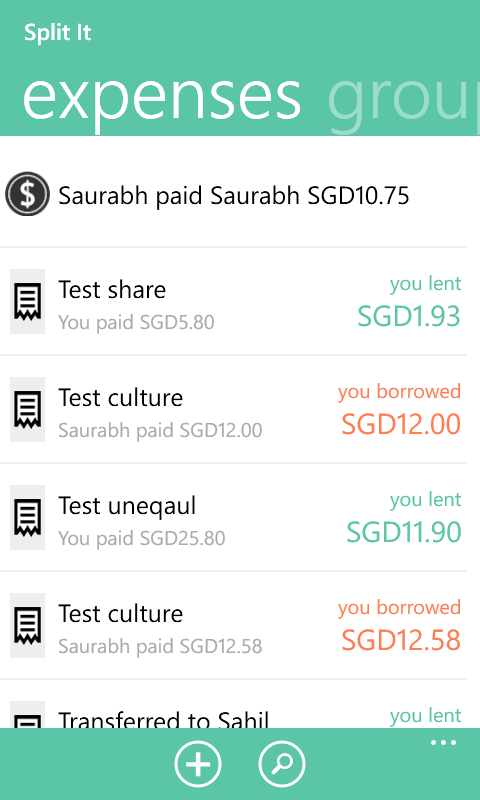 Split It
expenses group
Saurabh paid Saurabh SGD10.75
Test share
you lent
You paid SGD5.80
SGD1.93
Test culture
you borrowed
Saurabh paid SGD12.00
SGD12.00
Test uneqaul
you lent
You paid SGD25.80
SGD11.90
Test culture
you borrowed
Saurabh paid SGD12.58
SGD12.58
Transferred to Sahil
you lent